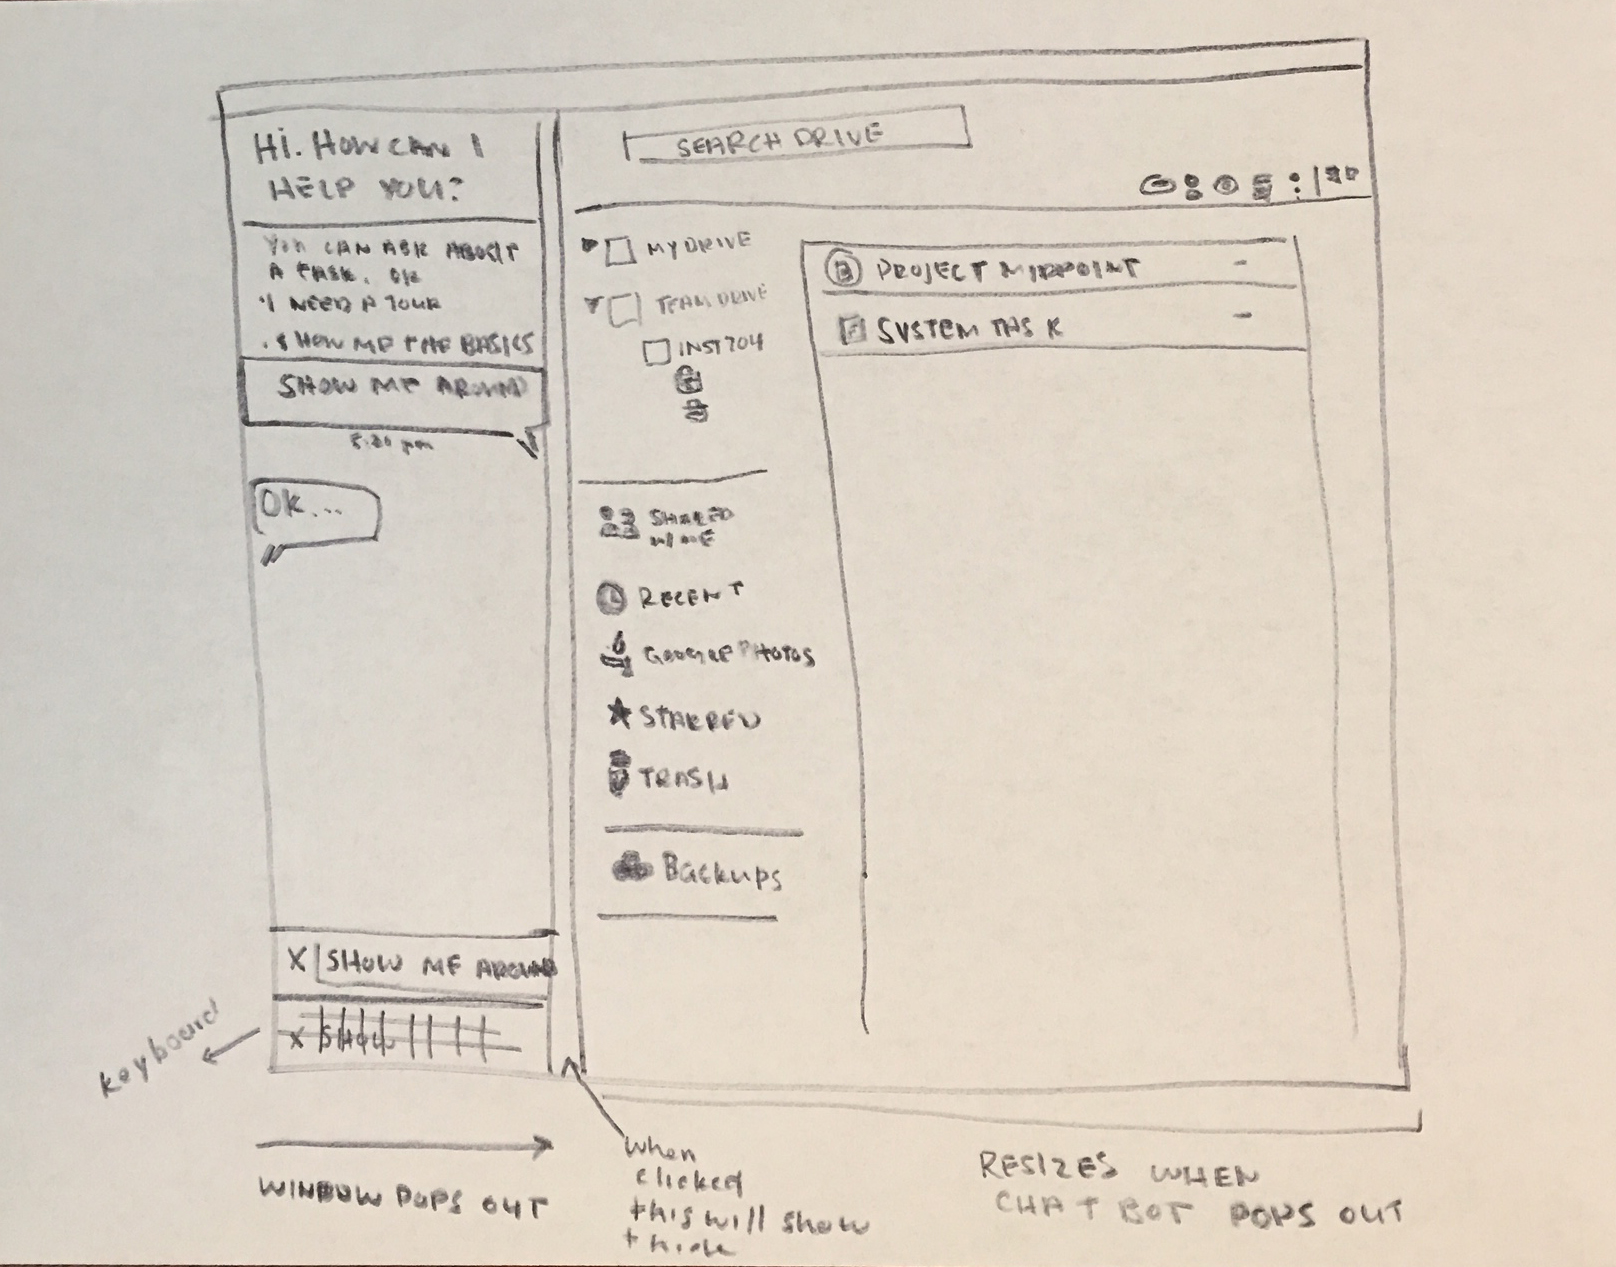 Hi. HOW CAN I
HELP YOU?
YOU CAN ASK ABOUT
A TASK. OR
I NEED A TOUR
. SHOW ME THE BASICS
SHOW ME AROUND
5:20 pm
OK...
X SHOW ME AROUND
X SHOW
SEARCH DRIVE
MY DRIVE
TEAM DRIVE
INST704
SHARED
W/ ME
RECENT
GOOGLE PHOTOS
STARRED
TRASH
Backups
PROJECT MIDPOINT -
SYSTEM TASK -
keyboard
WINDOW POPS OUT
when
clicked
this will show
+ hide
RESIZES WHEN
CHAT BOT POPS OUT